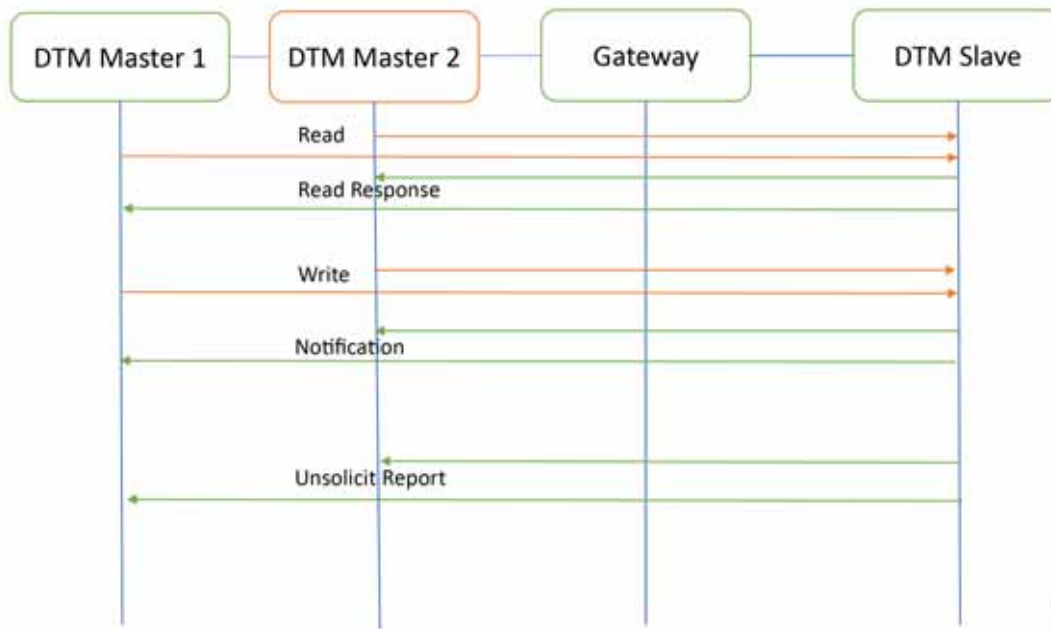 DTM Master 1
DTM Master 2
Gateway
DTM Slave
Read
Read Response
Write
Notification
Unsolicit Report